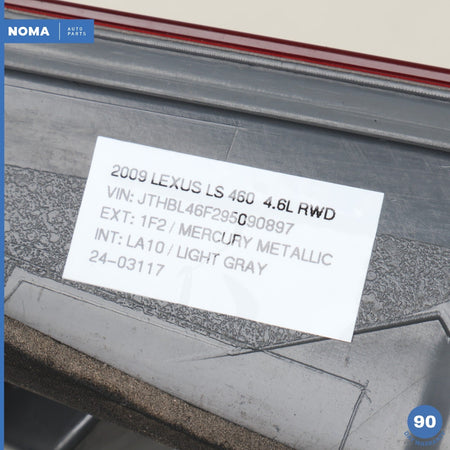 NOMA
AUTO
PARTS
2009 LEXUS LS 460 4.6L RWD
VIN: JTHBL46F295090897
EXT: 1F2 / MERCURY METALLIC
INT: LA10 / LIGHT GRAY
24-03117
90